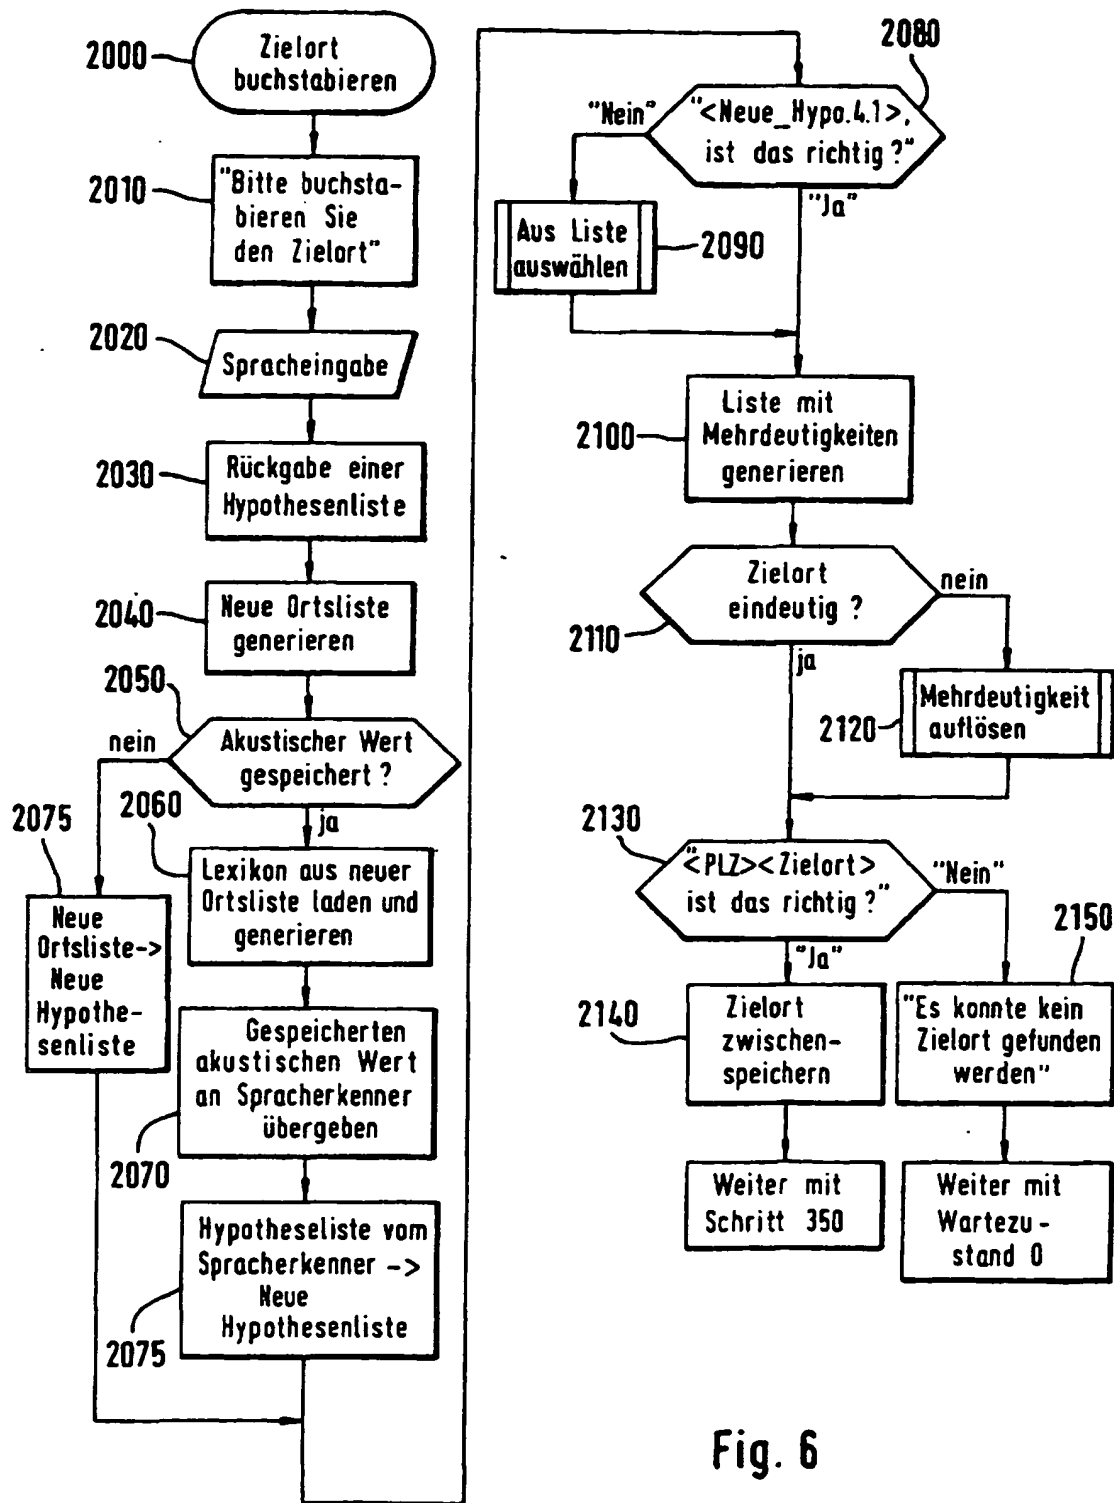 2000
Zielort
buchstabieren
2010
"Bitte buchsta-
bieren Sie
den Zielort"
2020
Spracheingabe
2030
Rückgabe einer
Hypothesenliste
2040
Neue Ortsliste
generieren
2050
Akustischer Wert
gespeichert ?
nein
ja
2075
Neue
Ortsliste->
Neue
Hypothe-
senliste
2060
Lexikon aus neuer
Ortsliste laden und
generieren
Gespeicherten
akustischen Wert
an Spracherkenner
übergeben
2070
Hypotheseliste vom
Spracherkenner ->
Neue
Hypothesenliste
2075
2080
"<Neue_Hypo.4.1>,
ist das richtig ?"
"Nein"
"Ja"
Aus Liste
auswählen
2090
2100
Liste mit
Mehrdeutigkeiten
generieren
Zielort
eindeutig ?
2110
nein
ja
2120
Mehrdeutigkeit
auflösen
2130
"<PLZ><Zielort>
ist das richtig ?"
"Nein"
"Ja"
2140
Zielort
zwischen-
speichern
2150
"Es konnte kein
Zielort gefunden
werden"
Weiter mit
Schritt 350
Weiter mit
Wartezu-
stand 0
Fig. 6